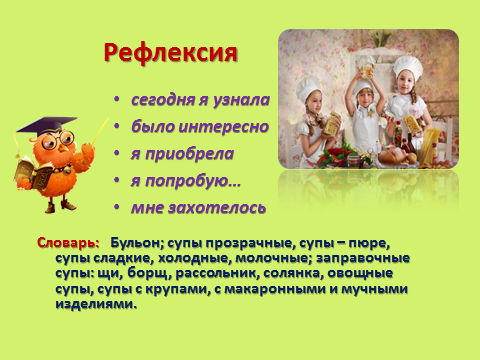 Рефлексия
• сегодня я узнала
• было интересно
• я приобрела
• я попробую...
• мне захотелось
Словарь: Бульон; супы прозрачные, супы – пюре,
супы сладкие, холодные, молочные; заправочные
супы: щи, борщ, рассольник, солянка, овощные
супы, супы с крупами, с макаронными и мучными
изделиями.